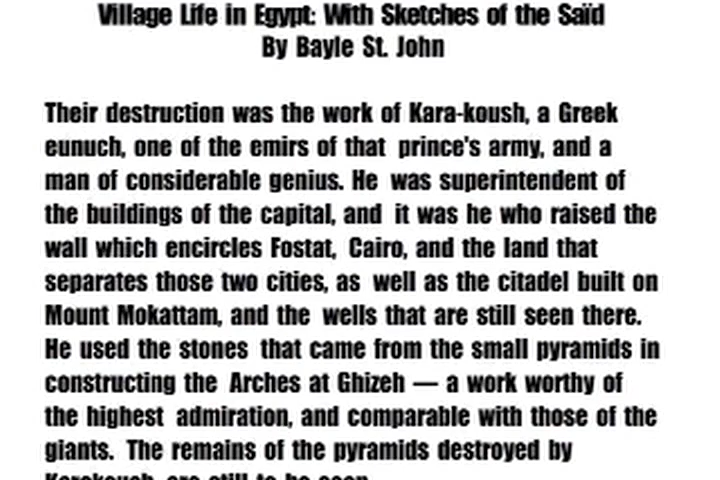 Village Life in Egypt: With Sketches of the Saïd
By Bayle St. John
Their destruction was the work of Kara-koush, a Greek
eunuch, one of the emirs of that prince's army, and a
man of considerable genius. He was superintendent of
the buildings of the capital, and it was he who raised the
wall which encircles Fostat, Cairo, and the land that
separates those two cities, as well as the citadel built on
Mount Mokattam, and the wells that are still seen there.
He used the stones that came from the small pyramids in
constructing the Arches at Ghizeh — a work worthy of
the highest admiration, and comparable with those of the
giants. The remains of the pyramids destroyed by
Karakoush, are still to be seen